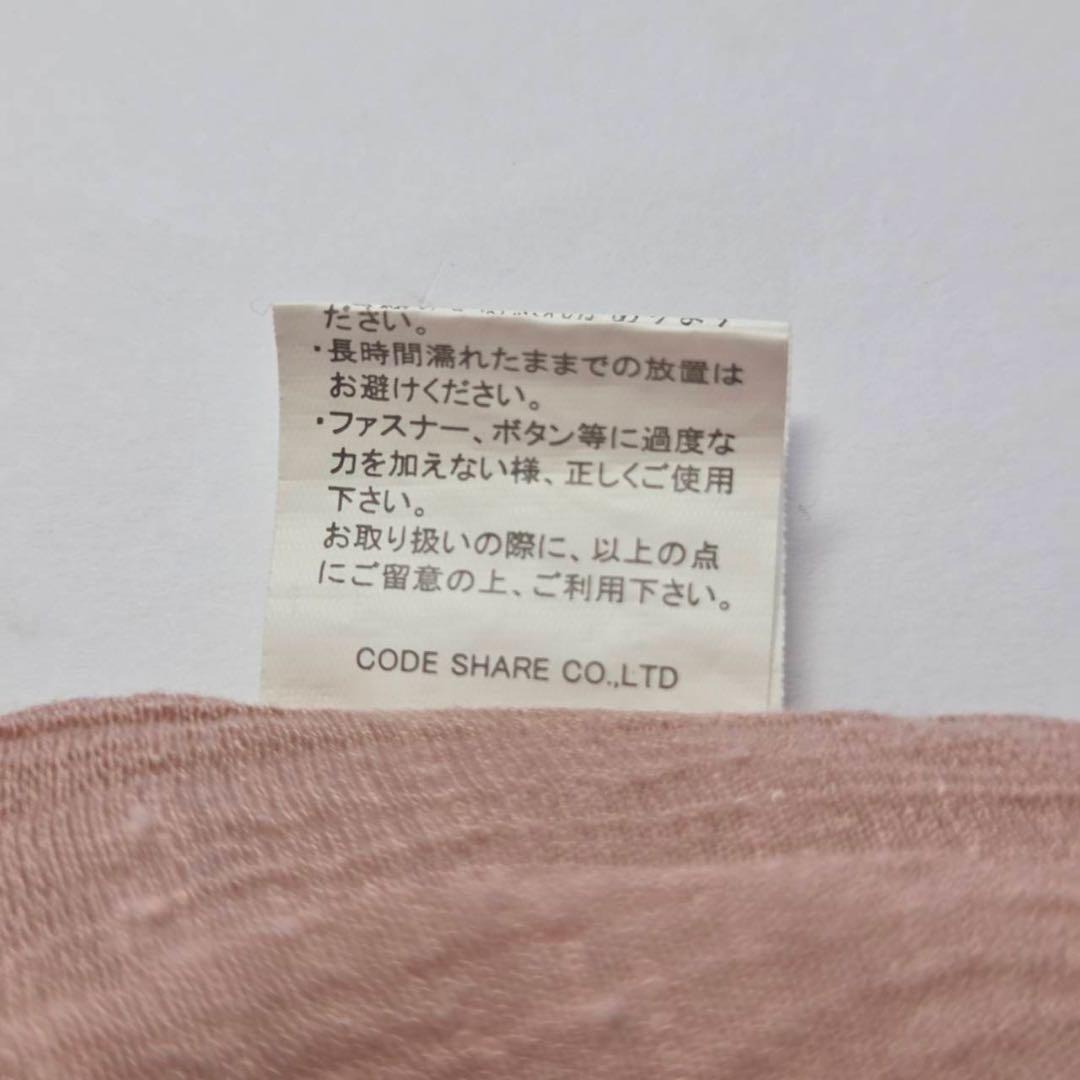 ださい。
・長時間濡れたままでの放置は
お避けください。
・ファスナー、ボタン等に過度な
力を加えない様、正しくご使用
下さい。
お取り扱いの際に、以上の点
にご留意の上、ご利用下さい。
CODE SHARE CO.,LTD